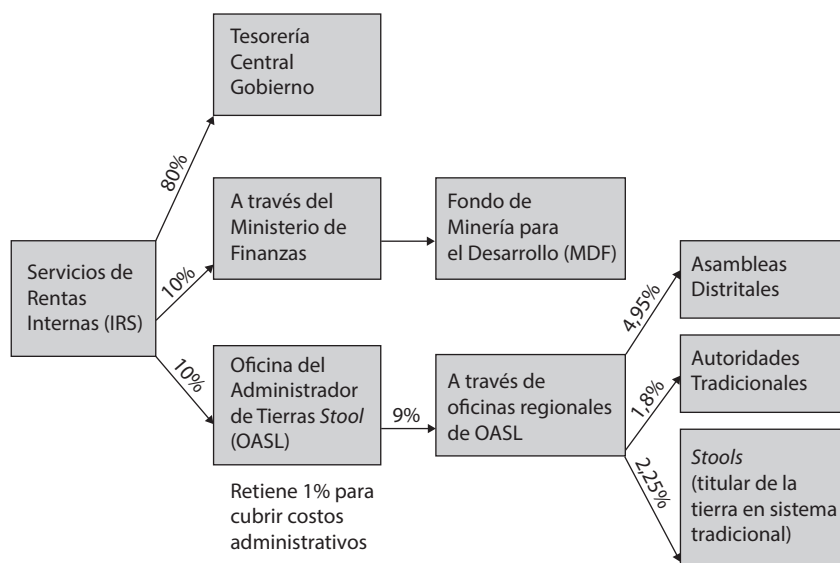 Tesorería
Central
Gobierno
80%
A través del
Ministerio de
Finanzas
Fondo de
Minería para
el Desarrollo (MDF)
Servicios de
Rentas
Internas (IRS)
10%
Asambleas
Distritales
4,95%
10%
Oficina del
Administrador
de Tierras Stool
(OASL)
9%
A través de
oficinas regionales
de OASL
Autoridades
Tradicionales
1,8%
2,25%
Stools
(titular de la
tierra en sistema
tradicional)
Retiene 1% para
cubrir costos
administrativos